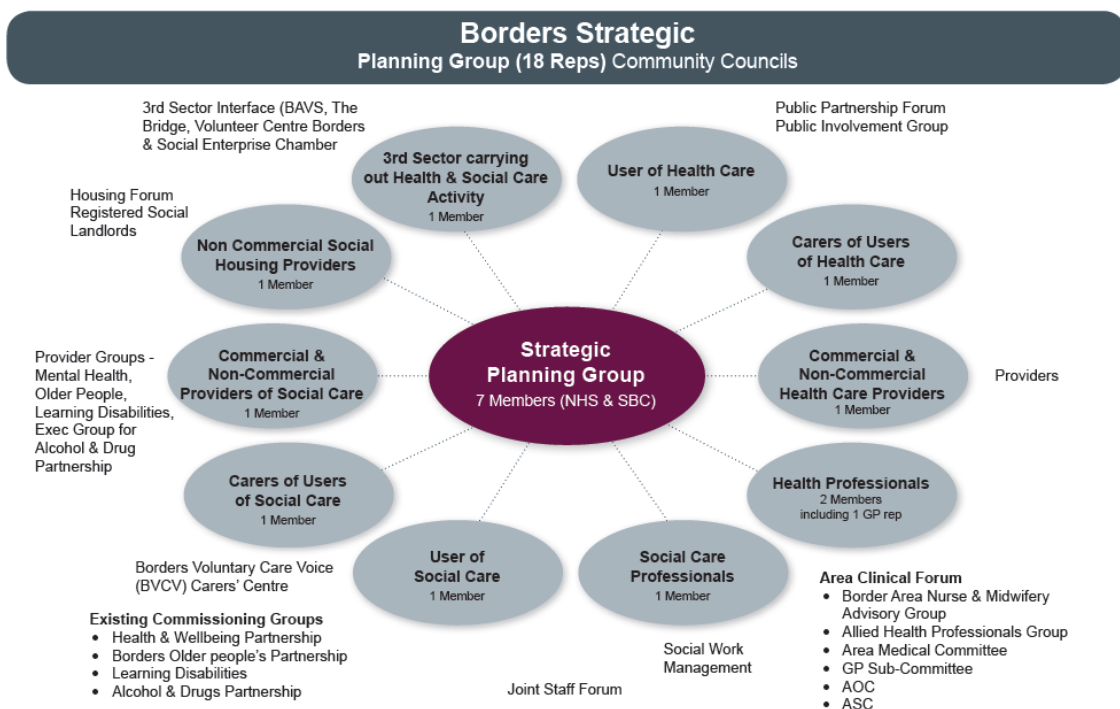 Borders Strategic
Planning Group (18 Reps) Community Councils
3rd Sector Interface (BAVS, The
Bridge, Volunteer Centre Borders
& Social Enterprise Chamber
Public Partnership Forum
Public Involvement Group
3rd Sector carrying
out Health & Social Care
Activity
1 Member
User of Health Care
1 Member
Housing Forum
Registered Social
Landlords
Non Commercial Social
Housing Providers
1 Member
Carers of Users
of Health Care
1 Member
Strategic
Planning Group
7 Members (NHS & SBC)
Provider Groups -
Mental Health,
Older People,
Learning Disabilities,
Exec Group for
Alcohol & Drug
Partnership
Commercial &
Non-Commercial
Providers of Social Care
1 Member
Commercial &
Non-Commercial
Health Care Providers
1 Member
Providers
Carers of Users
of Social Care
1 Member
Health Professionals
2 Members
including 1 GP rep
Borders Voluntary Care Voice
(BVCV) Carers' Centre
User of
Social Care
1 Member
Social Care
Professionals
1 Member
Existing Commissioning Groups
• Health & Wellbeing Partnership
• Borders Older people's Partnership
• Learning Disabilities
• Alcohol & Drugs Partnership
Joint Staff Forum
Social Work
Management
Area Clinical Forum
• Border Area Nurse & Midwifery
Advisory Group
• Allied Health Professionals Group
• Area Medical Committee
• GP Sub-Committee
• AOC
• ASC